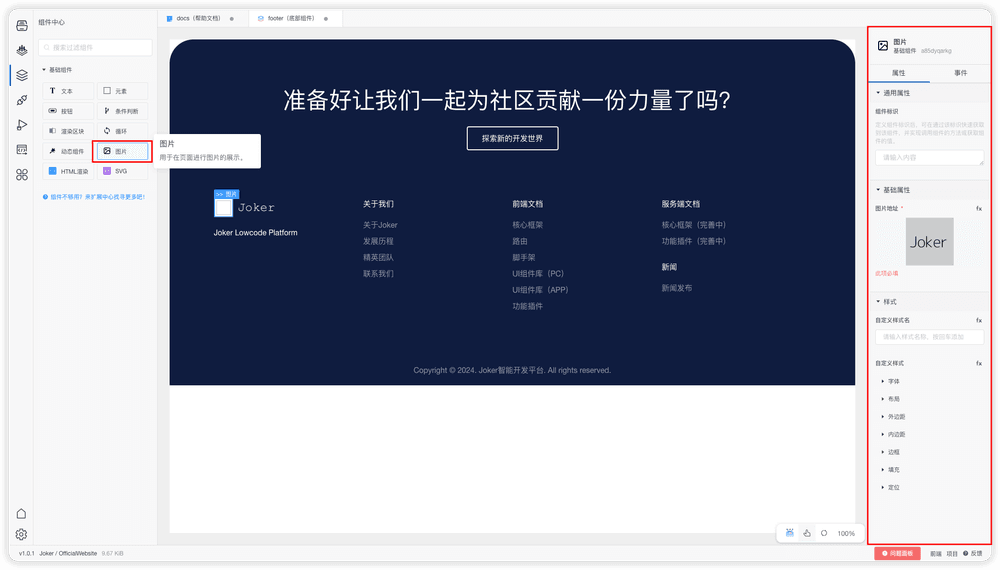 组件中心
搜索过滤组件
基础组件
文本
元素
按钮
条件判断
渲染区块
循环
动态组件
图片
HTML渲染
SVG
组件不够用？来扩展中心找寻更多吧！
图片
用于在页面进行图片的展示。
docs（帮助文档）
footer（底部组件）
准备好让我们一起为社区贡献一份力量了吗?
探索新的开发世界
>> 图片
Joker
Joker Lowcode Platform
关于我们
关于Joker
发展历程
精英团队
联系我们
前端文档
核心框架
路由
脚手架
UI组件库（PC）
UI组件库（APP）
功能插件
服务端文档
核心框架（完善中）
功能插件（完善中）
新闻
新闻发布
Copyright © 2024. Joker智能开发平台. All rights reserved.
100%
图片
基础组件
属性
事件
通用属性
组件标识
请输入内容
基础属性
图片地址 *
fx
Joker
此项必填
样式
自定义样式名
fx
请输入样式名称，按回车添加
自定义样式
fx
字体
布局
外边距
内边距
边框
填充
定位
v1.0.1
Joker / OfficialWebsite
9.67 KiB
问题面板
前端
项目
反馈